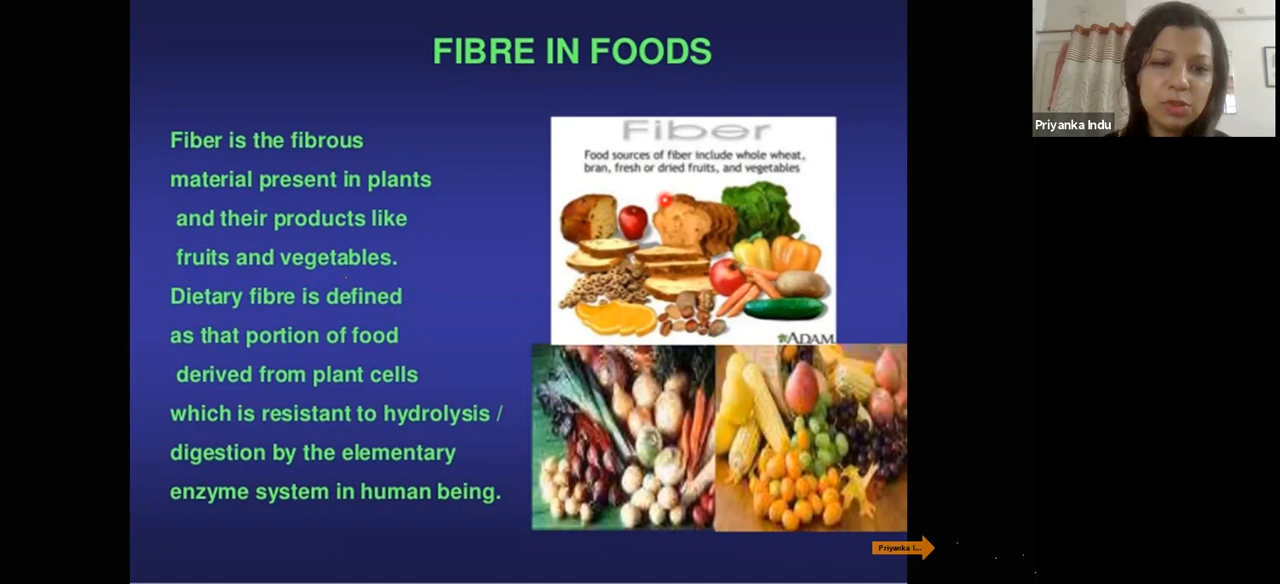 FIBRE IN FOODS
Fiber is the fibrous
material present in plants
and their products like
fruits and vegetables.
Dietary fibre is defined
as that portion of food
derived from plant cells
which is resistant to hydrolysis /
digestion by the elementary
enzyme system in human being.
Fiber
Food sources of fiber include whole wheat,
bran, fresh or dried fruits, and vegetables
ADAM
Priyanka I...
Priyanka Indu